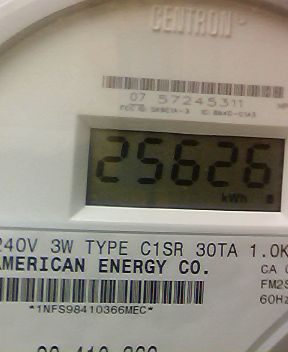 CENTRON
07 57245311
25626
kWh
240V 3W TYPE C1SR 30TA 1.0K
AMERICAN ENERGY CO.
CA
FM2S
60Hz
*1NFS98410366MEC*